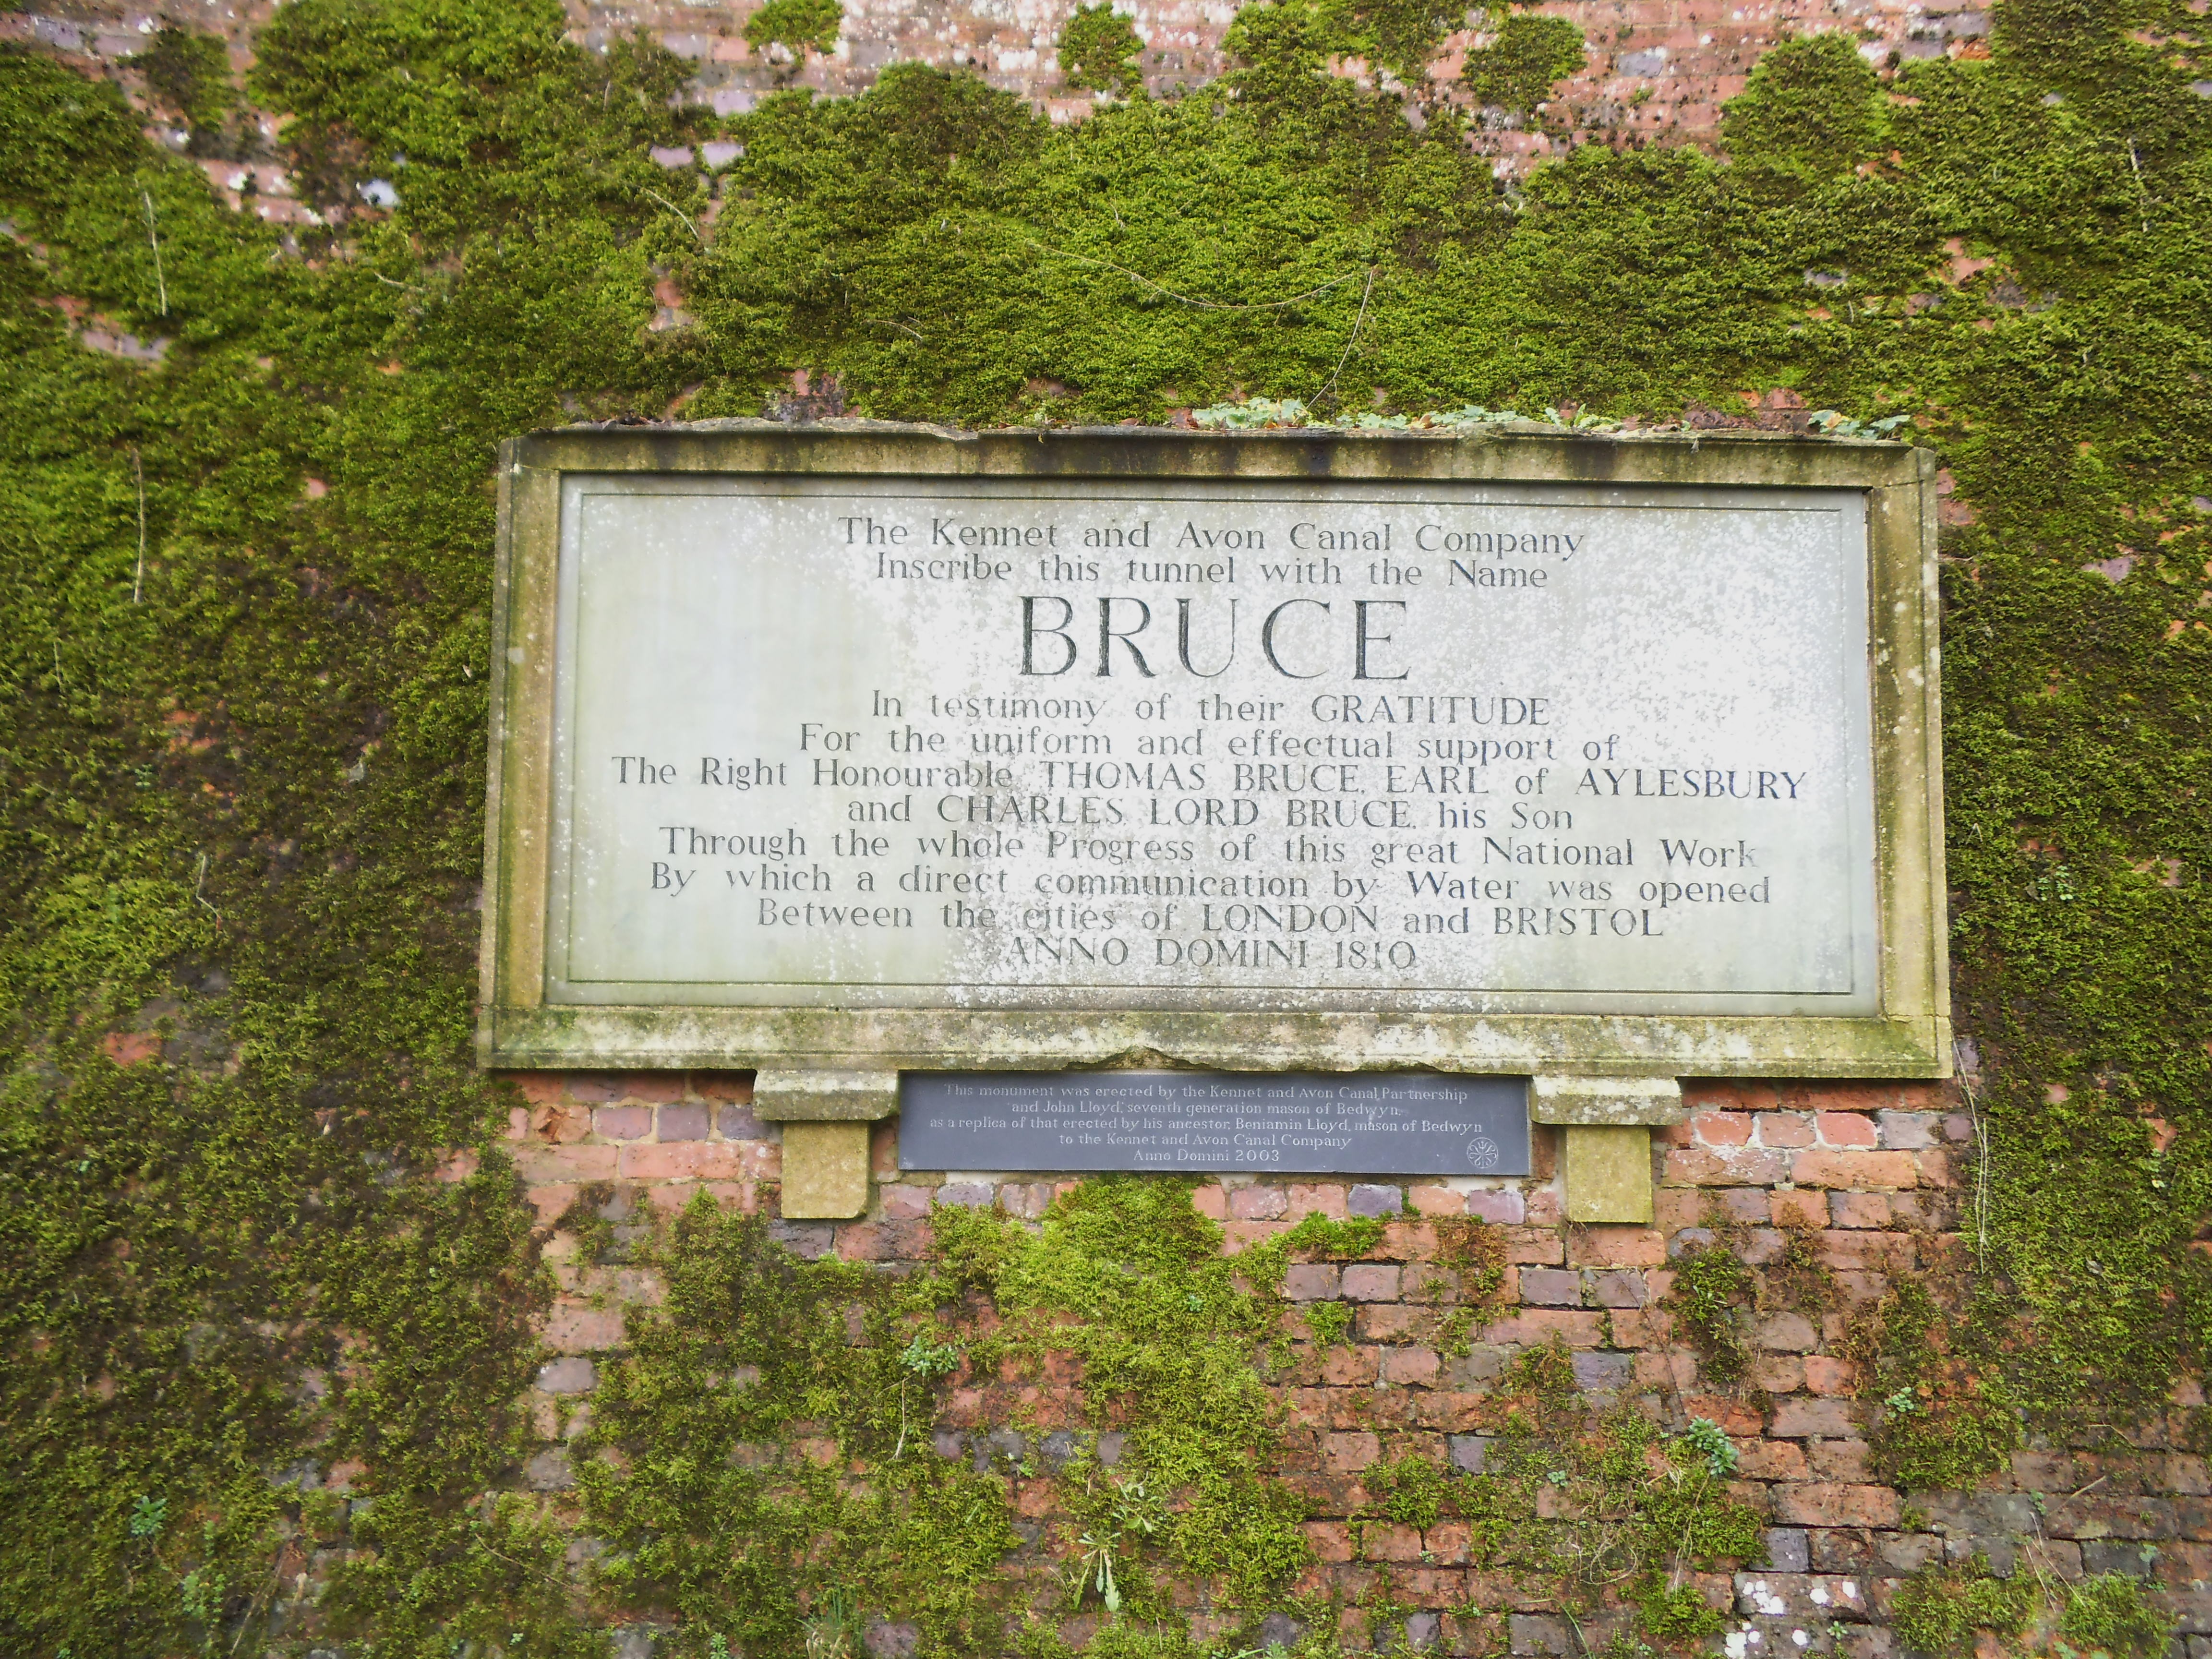 The Kennet and Avon Canal Company
Inscribe this tunnel with the Name
BRUCE
In testimony of their GRATITUDE
For the uniform and effectual support of
The Right Honourable THOMAS BRUCE, EARL of AYLESBURY
and CHARLES LORD BRUCE, his Son
Through the whole Progress of this great National Work
By which a direct communication by Water was opened
Between the cities of LONDON and BRISTOL
ANNO DOMINI 1810
This monument was erected by the Kennet and Avon Canal Partnership
and John Lloyd, seventh generation mason of Bedwyn,
as a replica of that erected by his ancestor, Benjamin Lloyd, mason of Bedwyn
to the Kennet and Avon Canal Company
Anno Domini 2003